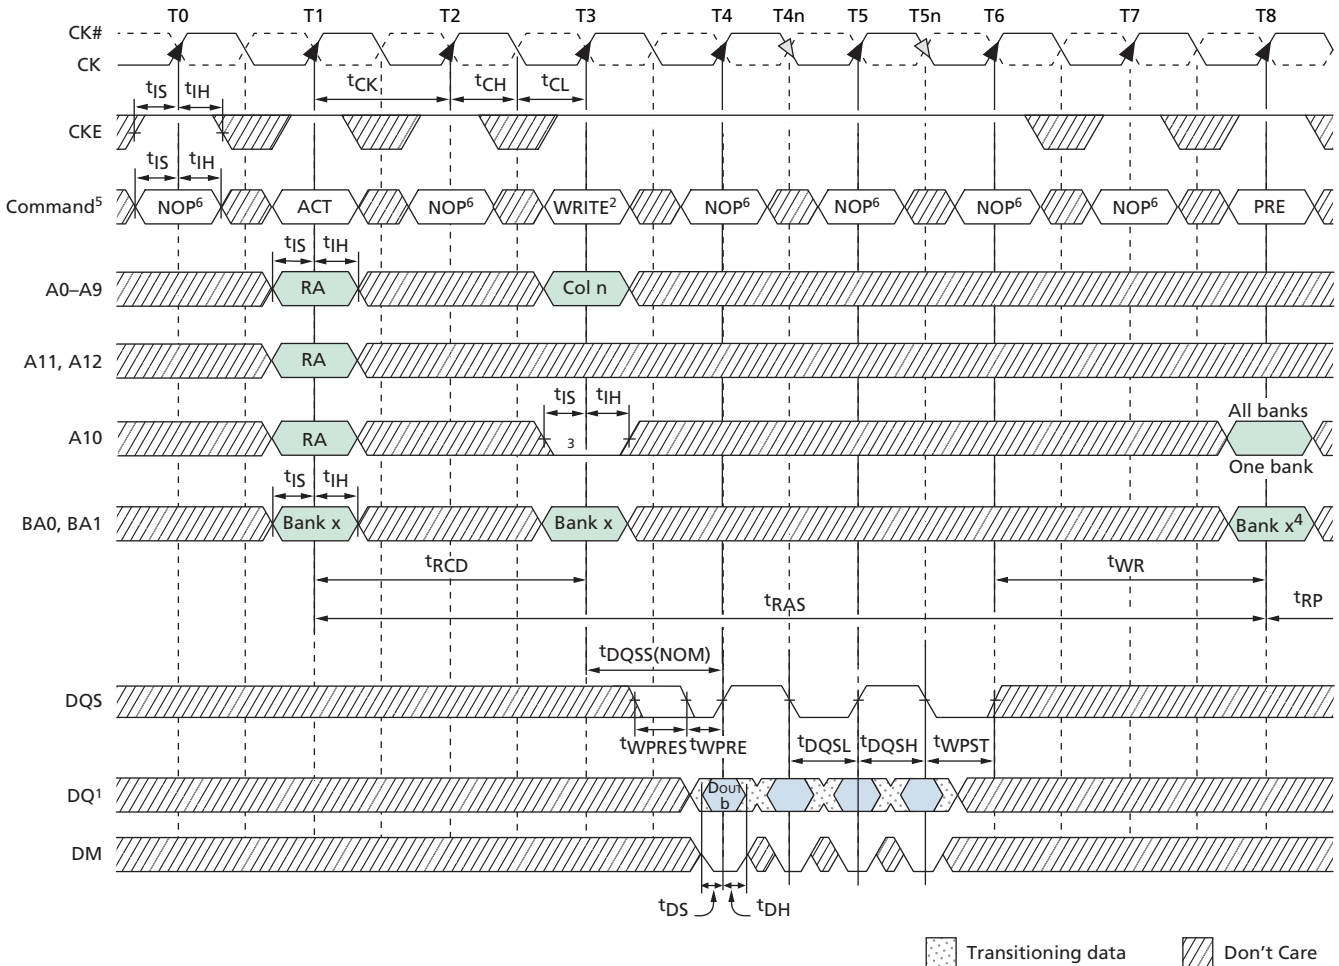 T0 T1 T2 T3 T4 T4n T5 T5n T6 T7 T8
CK#
CK
tIS tIH tCK tCH tCL
CKE
tIS tIH
Command5 NOP6 ACT NOP6 WRITE2 NOP6 NOP6 NOP6 NOP6 PRE
tIS tIH
A0–A9 RA Col n
A11, A12 RA
tIS tIH
All banks
A10 RA 3
One bank
tIS tIH
BA0, BA1 Bank x Bank x Bank x4
tRCD tWR
tRAS tRP
tDQSS(NOM)
DQS
tWPRES tWPRE tDQSL tDQSH tWPST
DQ1 DOUT
b
DM
tDS tDH
Transitioning data Don't Care